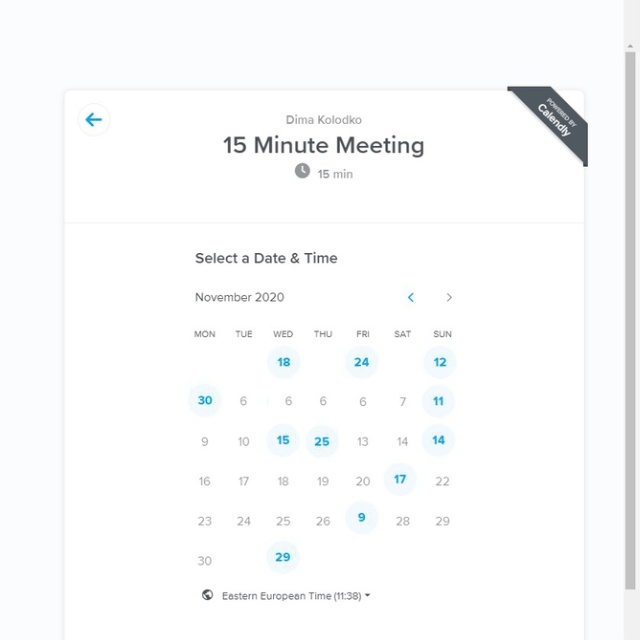 POWERED BY
Calendly
Dima Kolodko
15 Minute Meeting
15 min
Select a Date & Time
November 2020
MON TUE WED THU FRI SAT SUN
18 24 12
30 6 6 6 6 7 11
9 10 15 25 13 14 14
16 17 18 19 20 17 22
23 24 25 26 9 28 29
30 29
Eastern European Time (11:38)